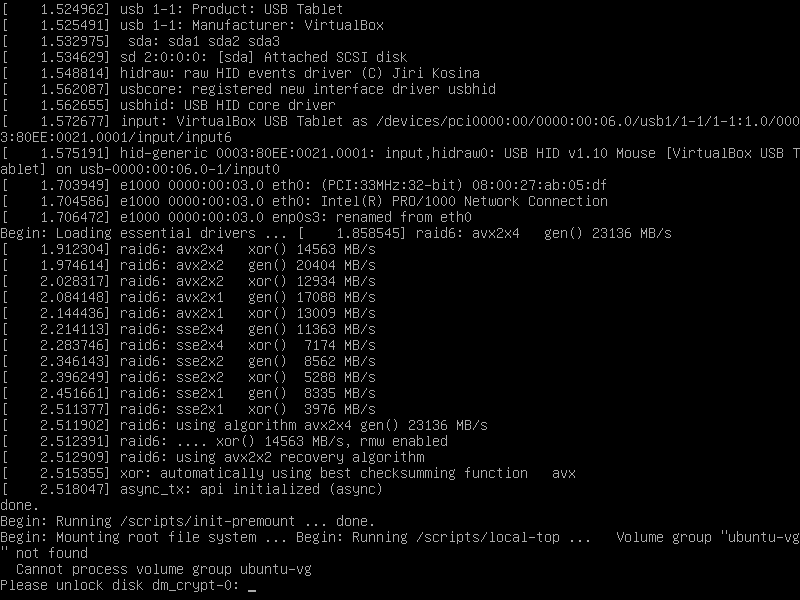 [    1.524962] usb 1-1: Product: USB Tablet
[    1.525491] usb 1-1: Manufacturer: VirtualBox
[    1.532975]  sda: sda1 sda2 sda3
[    1.534629] sd 2:0:0:0: [sda] Attached SCSI disk
[    1.548814] hidraw: raw HID events driver (C) Jiri Kosina
[    1.562087] usbcore: registered new interface driver usbhid
[    1.562655] usbhid: USB HID core driver
[    1.572677] input: VirtualBox USB Tablet as /devices/pci0000:00/0000:00:06.0/usb1/1-1/1-1:1.0/000
3:80EE:0021.0001/input/input6
[    1.575191] hid-generic 0003:80EE:0021.0001: input,hidraw0: USB HID v1.10 Mouse [VirtualBox USB T
ablet] on usb-0000:00:06.0-1/input0
[    1.703949] e1000 0000:00:03.0 eth0: (PCI:33MHz:32-bit) 08:00:27:ab:05:df
[    1.704586] e1000 0000:00:03.0 eth0: Intel(R) PRO/1000 Network Connection
[    1.706472] e1000 0000:00:03.0 enp0s3: renamed from eth0
Begin: Loading essential drivers ... [    1.858545] raid6: avx2x4   gen() 23136 MB/s
[    1.912304] raid6: avx2x4   xor() 14563 MB/s
[    1.974614] raid6: avx2x2   gen() 20404 MB/s
[    2.028317] raid6: avx2x2   xor() 12934 MB/s
[    2.084148] raid6: avx2x1   gen() 17088 MB/s
[    2.144436] raid6: avx2x1   xor() 13009 MB/s
[    2.214113] raid6: sse2x4   gen() 11363 MB/s
[    2.283746] raid6: sse2x4   xor()  7174 MB/s
[    2.346143] raid6: sse2x2   gen()  8562 MB/s
[    2.396249] raid6: sse2x2   xor()  5288 MB/s
[    2.451661] raid6: sse2x1   gen()  8335 MB/s
[    2.511377] raid6: sse2x1   xor()  3976 MB/s
[    2.511902] raid6: using algorithm avx2x4 gen() 23136 MB/s
[    2.512391] raid6: .... xor() 14563 MB/s, rmw enabled
[    2.512909] raid6: using avx2x2 recovery algorithm
[    2.515355] xor: automatically using best checksumming function   avx
[    2.518047] async_tx: api initialized (async)
done.
Begin: Running /scripts/init-premount ... done.
Begin: Mounting root file system ... Begin: Running /scripts/local-top ...   Volume group "ubuntu-vg
" not found
  Cannot process volume group ubuntu-vg
Please unlock disk dm_crypt-0: _